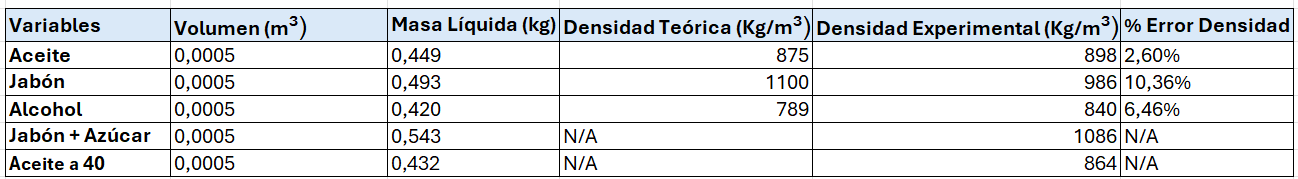 Variables Volumen (m³) Masa Líquida (kg) Densidad Teórica (Kg/m³) Densidad Experimental (Kg/m³) % Error Densidad
Aceite 0,0005 0,449 875 898 2,60%
Jabón 0,0005 0,493 1100 986 10,36%
Alcohol 0,0005 0,420 789 840 6,46%
Jabón + Azúcar 0,0005 0,543 N/A 1086 N/A
Aceite a 40 0,0005 0,432 N/A 864 N/A